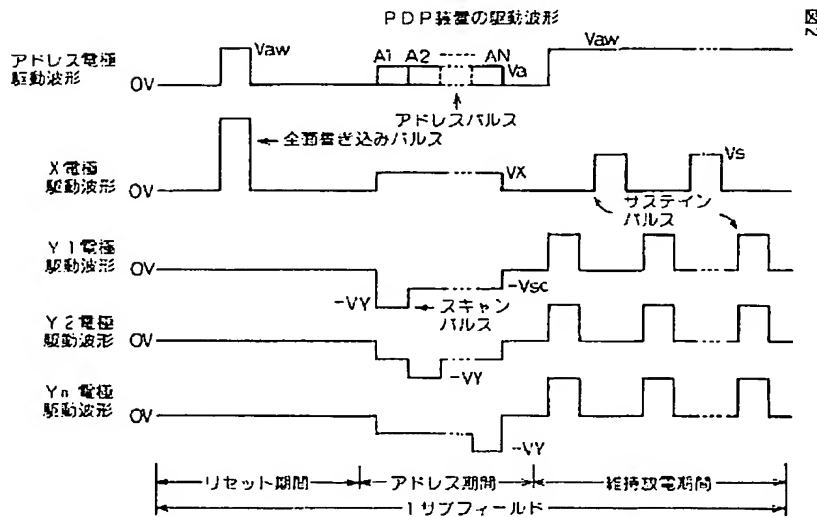 PDP装置の駆動波形
図2
アドレス電極
駆動波形
0V
Vaw
A1 A2 AN
Va
Vaw
アドレスパルス
全面書き込みパルス
X電極
駆動波形
0V
VX
Vs
サステイン
パルス
Y1電極
駆動波形
0V
-VY
-Vsc
スキャン
パルス
Y2電極
駆動波形
0V
-VY
Yn電極
駆動波形
0V
-VY
リセット期間
アドレス期間
維持放電期間
1サブフィールド